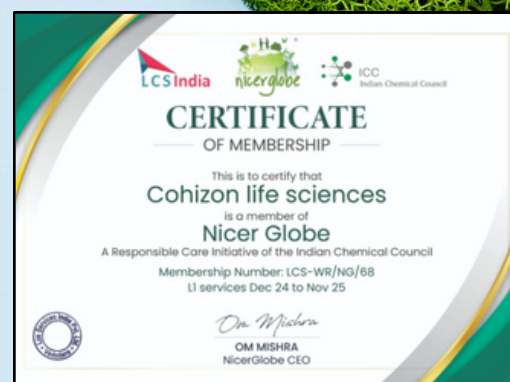 LCS India
nicerglobe
ICC
Indian Chemical Council
CERTIFICATE
OF MEMBERSHIP
This is to certify that
Cohizon life sciences
is a member of
Nicer Globe
A Responsible Care Initiative of the Indian Chemical Council
Membership Number: LCS-WR/NG/68
L1 services Dec 24 to Nov 25
Om Mishra
OM MISHRA
NicerGlobe CEO